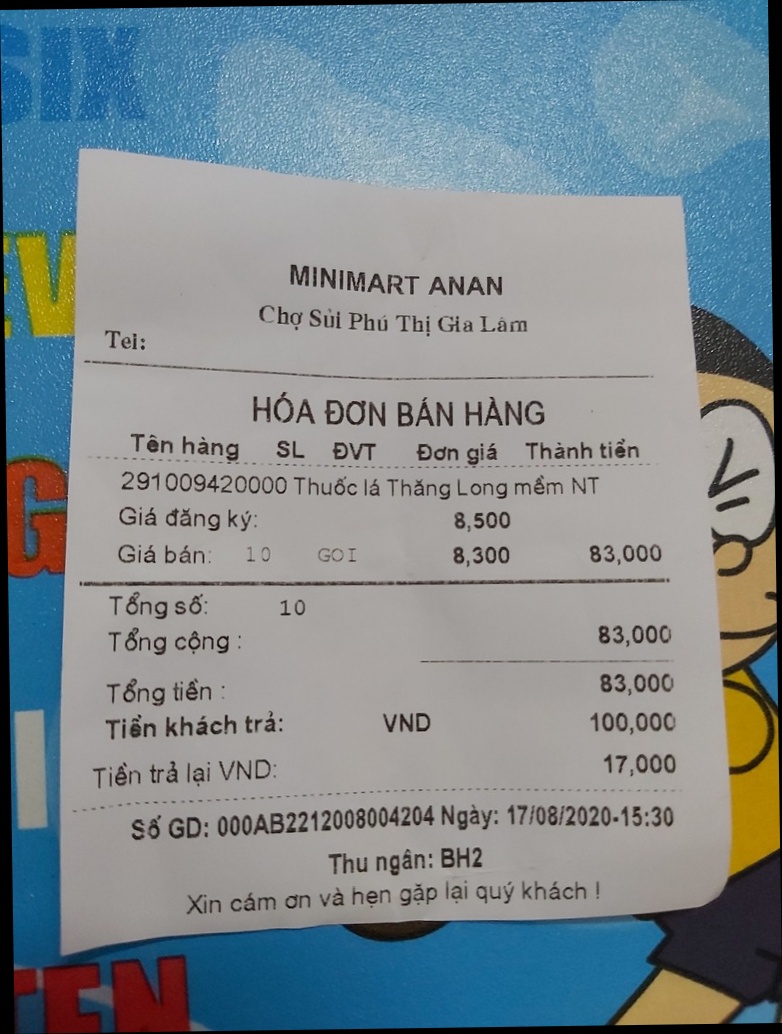 SIX
MINIMART ANAN
Chợ Sủi Phú Thị Gia Lâm
Tel:
HÓA ĐƠN BÁN HÀNG
Tên hàng SL ĐVT Đơn giá Thành tiền
291009420000 Thuốc lá Thăng Long mềm NT
Giá đăng ký: 8,500
Giá bán: 10 GOI 8,300 83,000
Tổng số: 10
Tổng cộng : 83,000
Tổng tiền : 83,000
Tiền khách trả: VND 100,000
Tiền trả lại VND: 17,000
Số GD: 000AB2212008004204 Ngày: 17/08/2020-15:30
Thu ngân: BH2
Xin cám ơn và hẹn gặp lại quý khách !
TEN